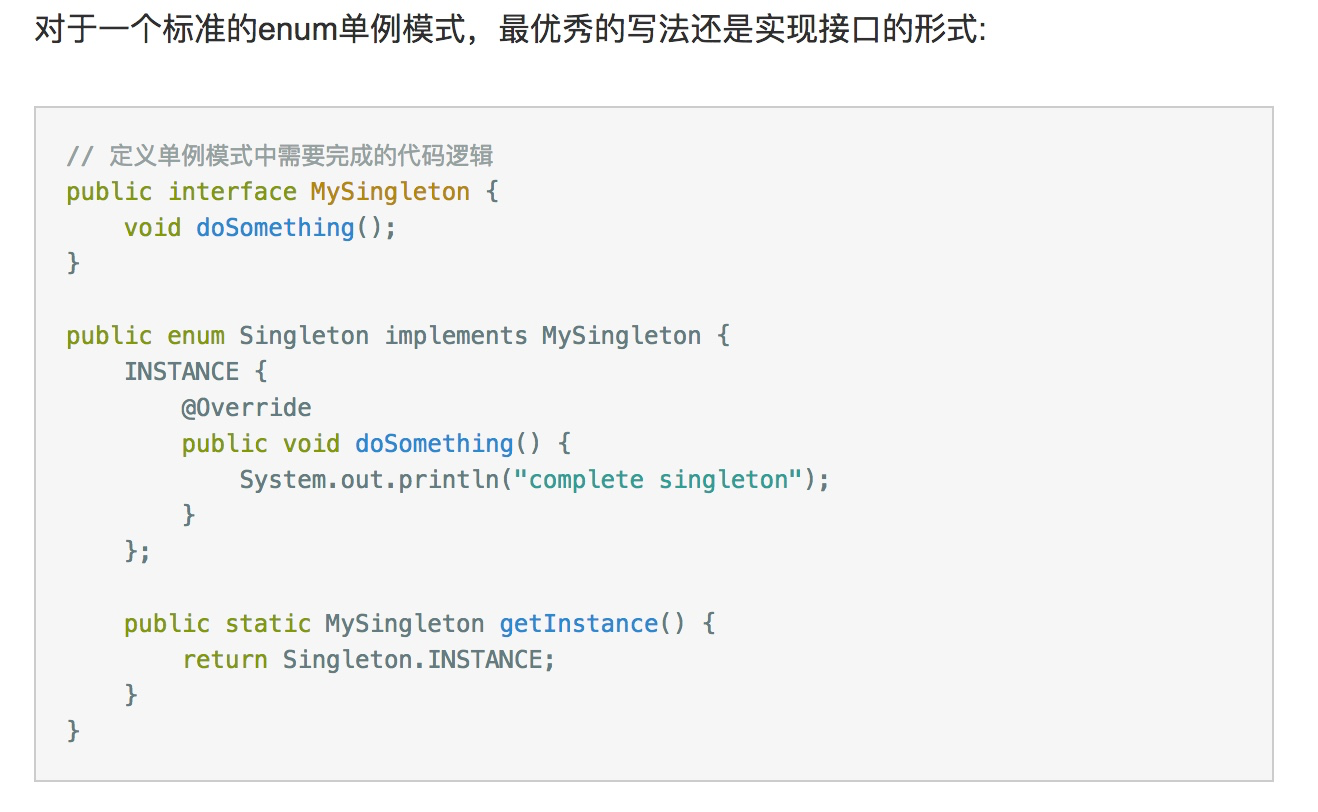 对于一个标准的enum单例模式，最优秀的写法还是实现接口的形式:
// 定义单例模式中需要完成的代码逻辑
public interface MySingleton {
    void doSomething();
}
public enum Singleton implements MySingleton {
    INSTANCE {
        @Override
        public void doSomething() {
            System.out.println("complete singleton");
        }
    };
    public static MySingleton getInstance() {
        return Singleton.INSTANCE;
    }
}